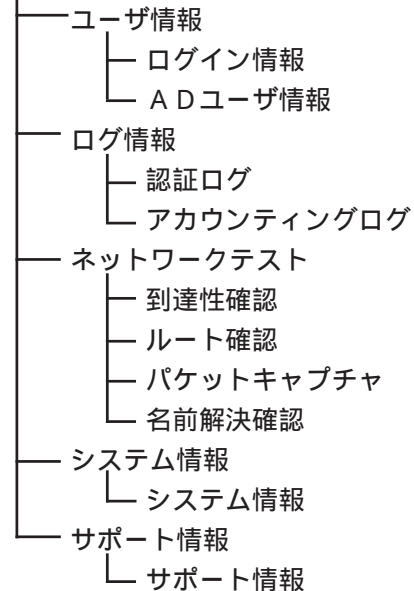 ユーザ情報
ログイン情報
ＡＤユーザ情報
ログ情報
認証ログ
アカウンティングログ
ネットワークテスト
到達性確認
ルート確認
パケットキャプチャ
名前解決確認
システム情報
システム情報
サポート情報
サポート情報